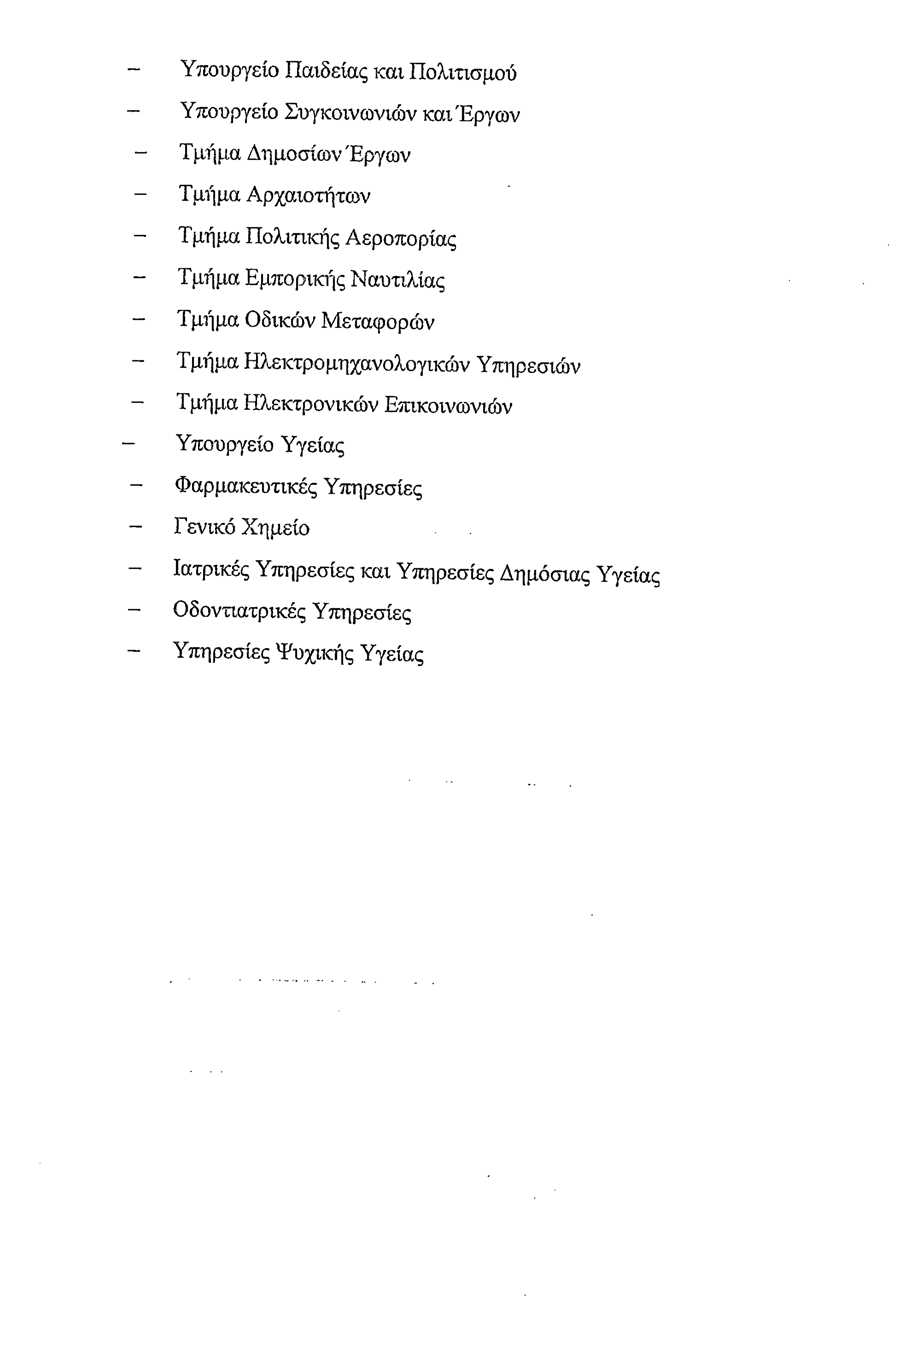 – Υπουργείο Παιδείας και Πολιτισμού
– Υπουργείο Συγκοινωνιών και Έργων
– Τμήμα Δημοσίων Έργων
– Τμήμα Αρχαιοτήτων
– Τμήμα Πολιτικής Αεροπορίας
– Τμήμα Εμπορικής Ναυτιλίας
– Τμήμα Οδικών Μεταφορών
– Τμήμα Ηλεκτρομηχανολογικών Υπηρεσιών
– Τμήμα Ηλεκτρονικών Επικοινωνιών
– Υπουργείο Υγείας
– Φαρμακευτικές Υπηρεσίες
– Γενικό Χημείο
– Ιατρικές Υπηρεσίες και Υπηρεσίες Δημόσιας Υγείας
– Οδοντιατρικές Υπηρεσίες
– Υπηρεσίες Ψυχικής Υγείας